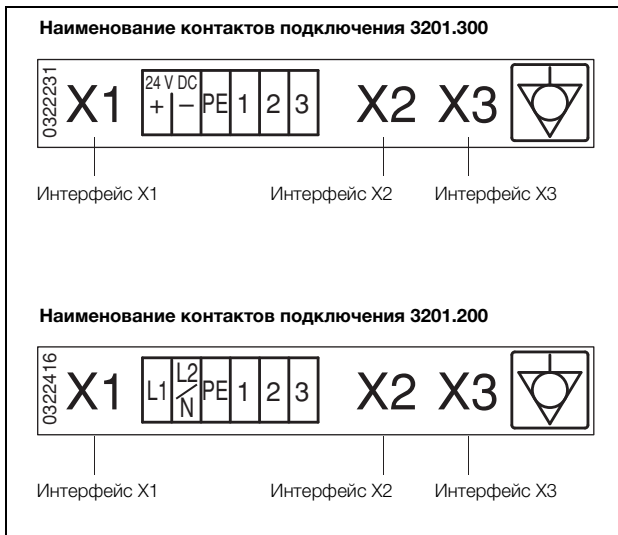 Наименование контактов подключения 3201.300
0322231
X1
24 V DC
+ − PE 1 2 3
X2 X3
Интерфейс X1 Интерфейс X2 Интерфейс X3
Наименование контактов подключения 3201.200
0322416
X1
L1 L2/N PE 1 2 3
X2 X3
Интерфейс X1 Интерфейс X2 Интерфейс X3